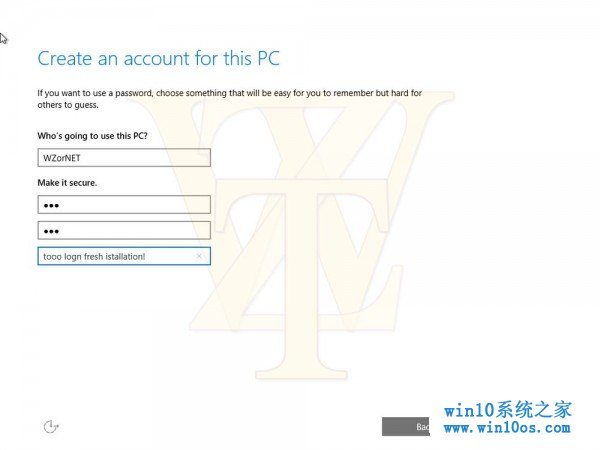 Create an account for this PC
If you want to use a password, choose something that will be easy for you to remember but hard for
others to guess.
Who's going to use this PC?
WZorNET
Make it secure.
●●●
●●●
tooo logn fresh istallation!
Bac
win10系统之家
www.win10os.com